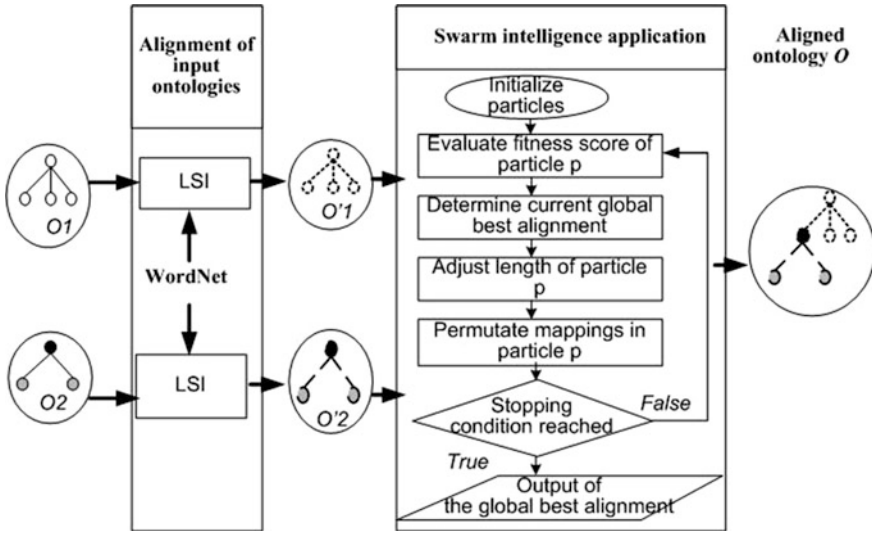 Alignment of
input
ontologies
Swarm intelligence application
Aligned
ontology O
Initialize
particles
Evaluate fitness score of
particle p
Determine current global
best alignment
Adjust length of particle
p
Permutate mappings in
particle p
Stopping
condition reached
False
True
Output of
the global best alignment
O1
LSI
O'1
WordNet
O2
LSI
O'2